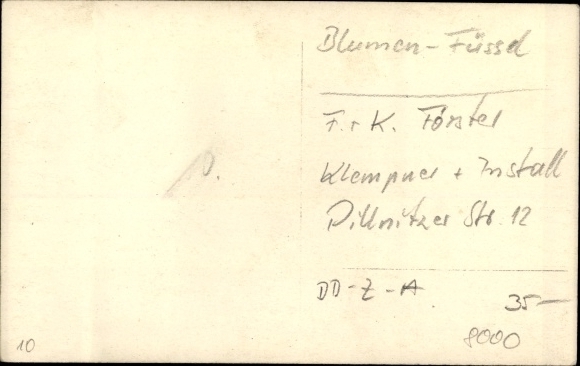 Blumen-Füssel
F. + K. Förster
Klempner + Install
Pillnitzer Str. 12
DD-Z-A
35-
8000
10